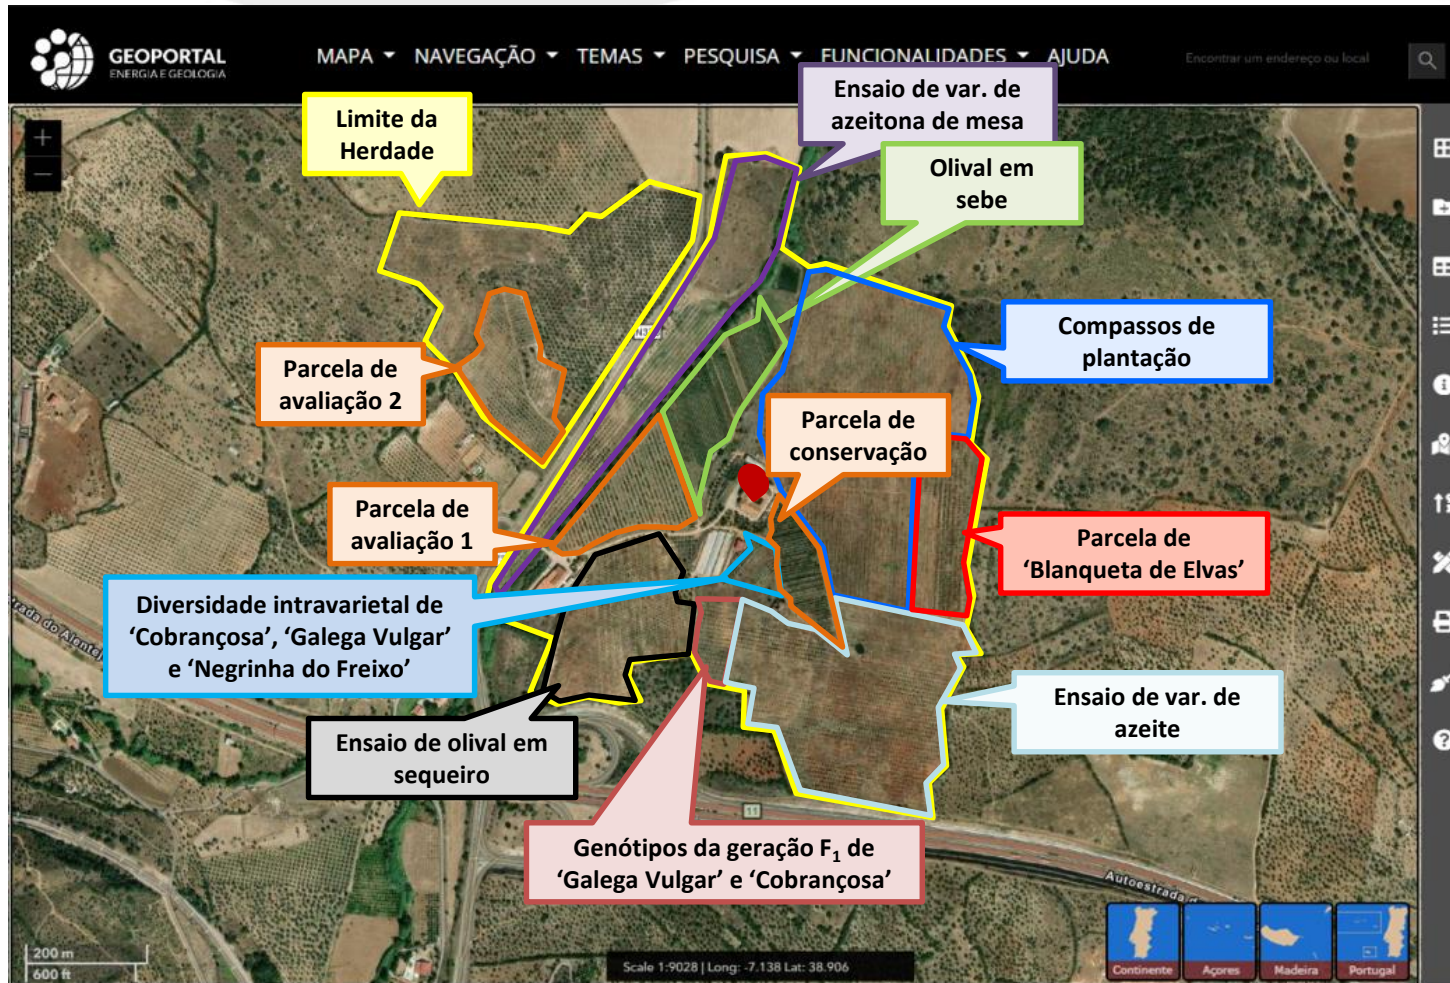 GEOPORTAL
ENERGIA E GEOLOGIA
MAPA
NAVEGAÇÃO
TEMAS
PESQUISA
FUNCIONALIDADES
AJUDA
Encontrar um endereço ou local
Ensaio de var. de
azeitona de mesa
Limite da
Herdade
Olival em
sebe
Compassos de
plantação
Parcela de
avaliação 2
Parcela de
conservação
Parcela de
avaliação 1
Parcela de
‘Blanqueta de Elvas’
Diversidade intravarietal de
‘Cobrançosa’, ‘Galega Vulgar’
e ‘Negrinha do Freixo’
Ensaio de var. de
azeite
Ensaio de olival em
sequeiro
11
Genótipos da geração F₁ de
‘Galega Vulgar’ e ‘Cobrançosa’
Autoestrada
200 m
600 ft
Scale 1:9028 | Long: -7.138 Lat: 38.906
Continente
Açores
Madeira
Portugal